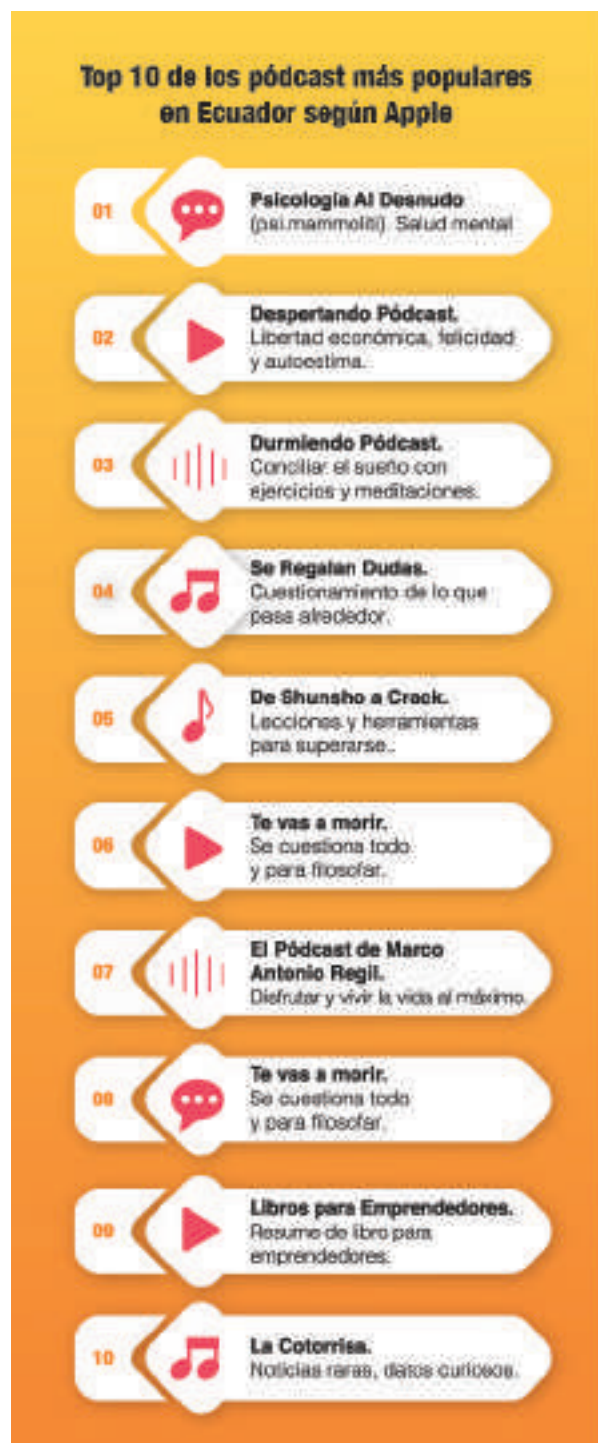 Top 10 de los pódcast más populares
en Ecuador según Apple
01
Psicología Al Desnudo
(psi.mammoliti). Salud mental
02
Despertando Pódcast.
Libertad económica, felicidad
y autoestima.
03
Durmiendo Pódcast.
Conciliar el sueño con
ejercicios y meditaciones.
04
Se Regalan Dudas.
Cuestionamiento de lo que
pasa alrededor.
05
De Shunsho a Crack.
Lecciones y herramientas
para superarse..
06
Te vas a morir.
Se cuestiona todo
y para filosofar.
07
El Pódcast de Marco
Antonio Regil.
Disfrutar y vivir la vida al máximo.
08
Te vas a morir.
Se cuestiona todo
y para filosofar.
09
Libros para Emprendedores.
Resume de libro para
emprendedores.
10
La Cotorrisa.
Noticias raras, datos curiosos.